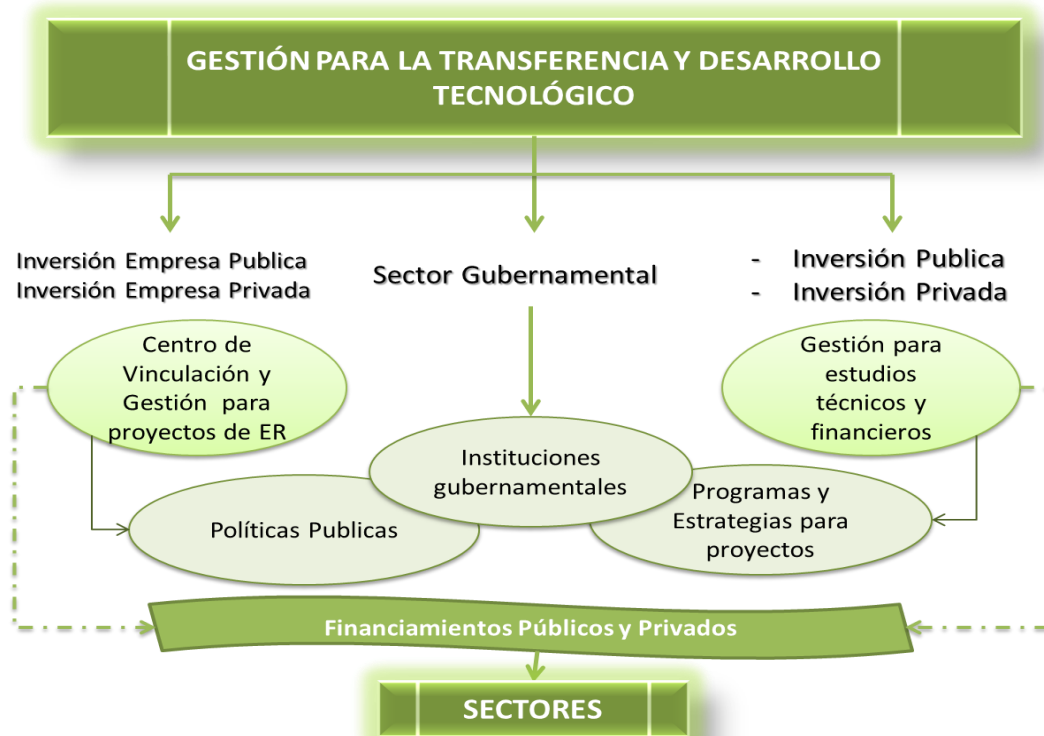 GESTIÓN PARA LA TRANSFERENCIA Y DESARROLLO
TECNOLÓGICO
Inversión Empresa Publica
Inversión Empresa Privada
Sector Gubernamental
- Inversión Publica
- Inversión Privada
Centro de
Vinculación y
Gestión para
proyectos de ER
Gestión para
estudios
técnicos y
financieros
Instituciones
gubernamentales
Políticas Publicas
Programas y
Estrategias para
proyectos
Financiamientos Públicos y Privados
SECTORES